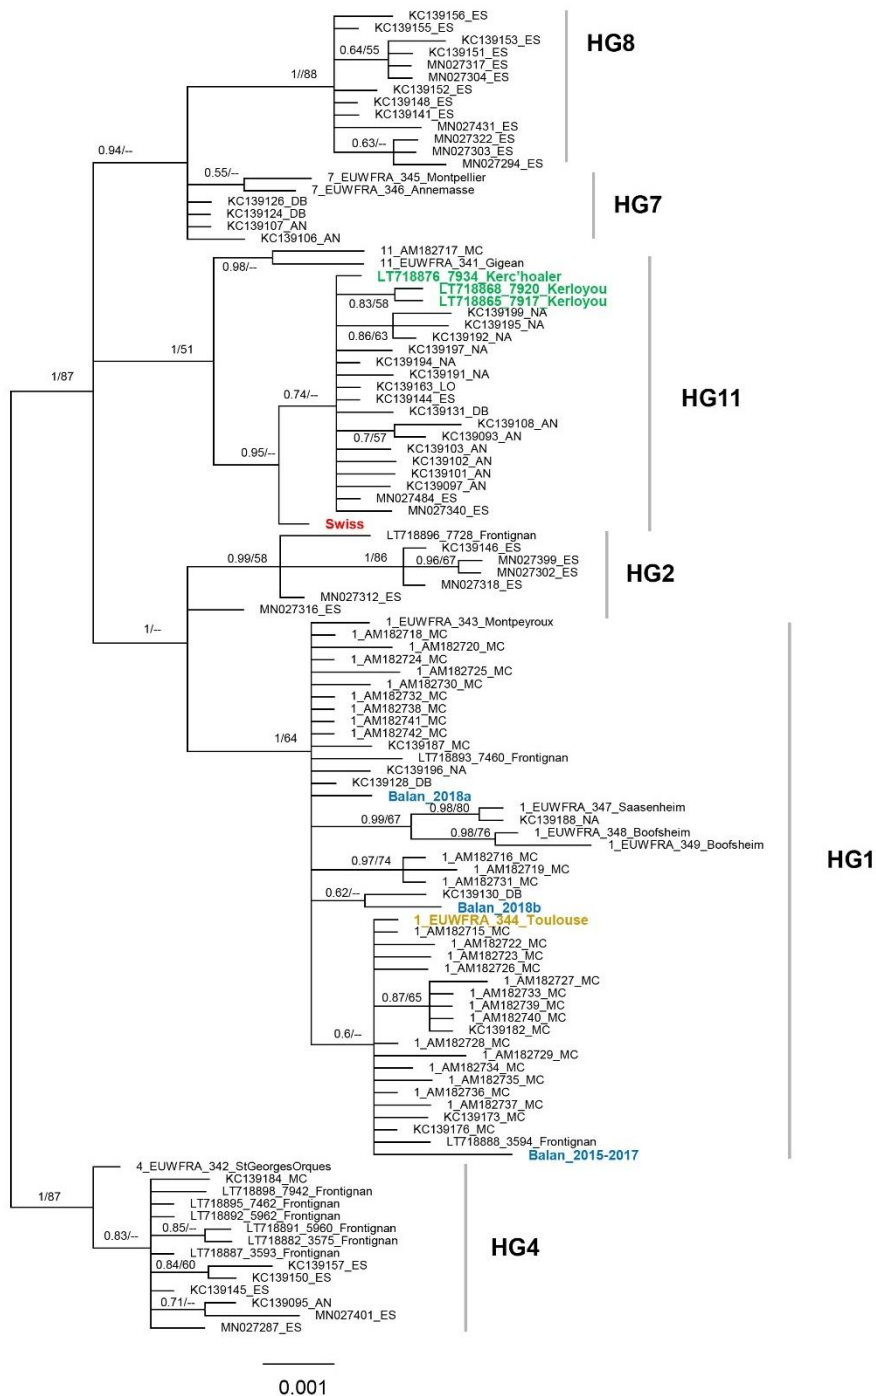 KC139156_ES
KC139155_ES
KC139153_ES
0.64/55
KC139151_ES
MN027317_ES
MN027304_ES
HG8
1//88
KC139152_ES
KC139148_ES
KC139141_ES
MN027431_ES
MN027322_ES
0.63/--
MN027303_ES
MN027294_ES
0.94/--
0.55/--
7_EUWFRA_345_Montpellier
7_EUWFRA_346_Annemasse
KC139126_DB
KC139124_DB
KC139107_AN
KC139106_AN
HG7
11_AM182717_MC
0.98/--
11_EUWFRA_341_Gigean
LT718876_7934_Kerc'hoaler
LT718868_7920_Kerloyou
0.83/58
LT718865_7917_Kerloyou
KC139199_NA
KC139195_NA
0.86/63
KC139192_NA
KC139197_NA
1/51
KC139194_NA
1/87
KC139191_NA
0.74/--
KC139163_LO
KC139144_ES
HG11
KC139131_DB
KC139108_AN
0.7/57
KC139093_AN
KC139103_AN
0.95/--
KC139102_AN
KC139101_AN
KC139097_AN
MN027484_ES
MN027340_ES
Swiss
LT718896_7728_Frontignan
0.99/58
1/86
KC139146_ES
0.96/67
MN027399_ES
MN027302_ES
MN027318_ES
HG2
MN027312_ES
MN027316_ES
1/--
1_EUWFRA_343_Montpeyroux
1_AM182718_MC
1_AM182720_MC
1_AM182724_MC
1_AM182725_MC
1_AM182730_MC
1_AM182732_MC
1_AM182738_MC
1_AM182741_MC
1_AM182742_MC
1/64
KC139187_MC
LT718893_7460_Frontignan
KC139196_NA
KC139128_DB
Balan_2018a
0.98/80
1_EUWFRA_347_Saasenheim
0.99/67
KC139188_NA
0.98/76
1_EUWFRA_348_Boofsheim
1_EUWFRA_349_Boofsheim
0.97/74
1_AM182716_MC
1_AM182719_MC
HG1
1_AM182731_MC
0.62/--
KC139130_DB
Balan_2018b
1_EUWFRA_344_Toulouse
1_AM182715_MC
1_AM182722_MC
1_AM182723_MC
1_AM182726_MC
1_AM182727_MC
0.87/65
1_AM182733_MC
1_AM182739_MC
1_AM182740_MC
KC139182_MC
0.6/--
1_AM182728_MC
1_AM182729_MC
1_AM182734_MC
1_AM182735_MC
1_AM182736_MC
1_AM182737_MC
KC139173_MC
KC139176_MC
LT718888_3594_Frontignan
Balan_2015-2017
4_EUWFRA_342_StGeorgesOrques
KC139184_MC
LT718898_7942_Frontignan
1/87
LT718895_7462_Frontignan
LT718892_5962_Frontignan
0.85/--
LT718891_5960_Frontignan
0.83/--
LT718882_3575_Frontignan
HG4
LT718887_3593_Frontignan
0.84/60
KC139157_ES
KC139150_ES
KC139145_ES
0.71/--
KC139095_AN
MN027401_ES
MN027287_ES
0.001